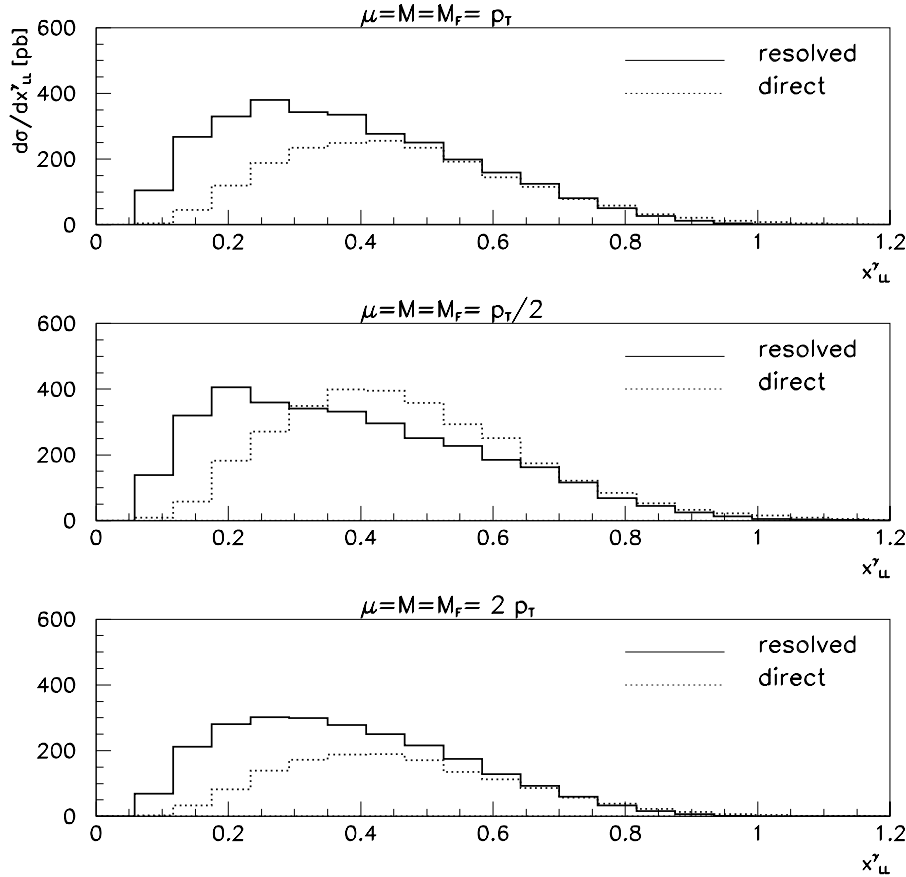 μ=M=M_F= p_T
dσ/dx^γ_LL [pb]
600
400
200
0
resolved
direct
0 0.2 0.4 0.6 0.8 1 1.2
x^γ_LL
μ=M=M_F= p_T/2
600
400
200
0
resolved
direct
0 0.2 0.4 0.6 0.8 1 1.2
x^γ_LL
μ=M=M_F= 2 p_T
600
400
200
0
resolved
direct
0 0.2 0.4 0.6 0.8 1 1.2
x^γ_LL